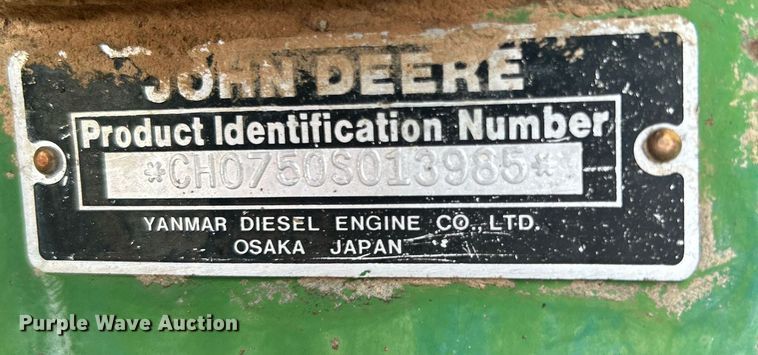 JOHN DEERE
Product Identification Number
*CH0750S013985*
YANMAR DIESEL ENGINE CO., LTD.
OSAKA JAPAN
Purple Wave Auction